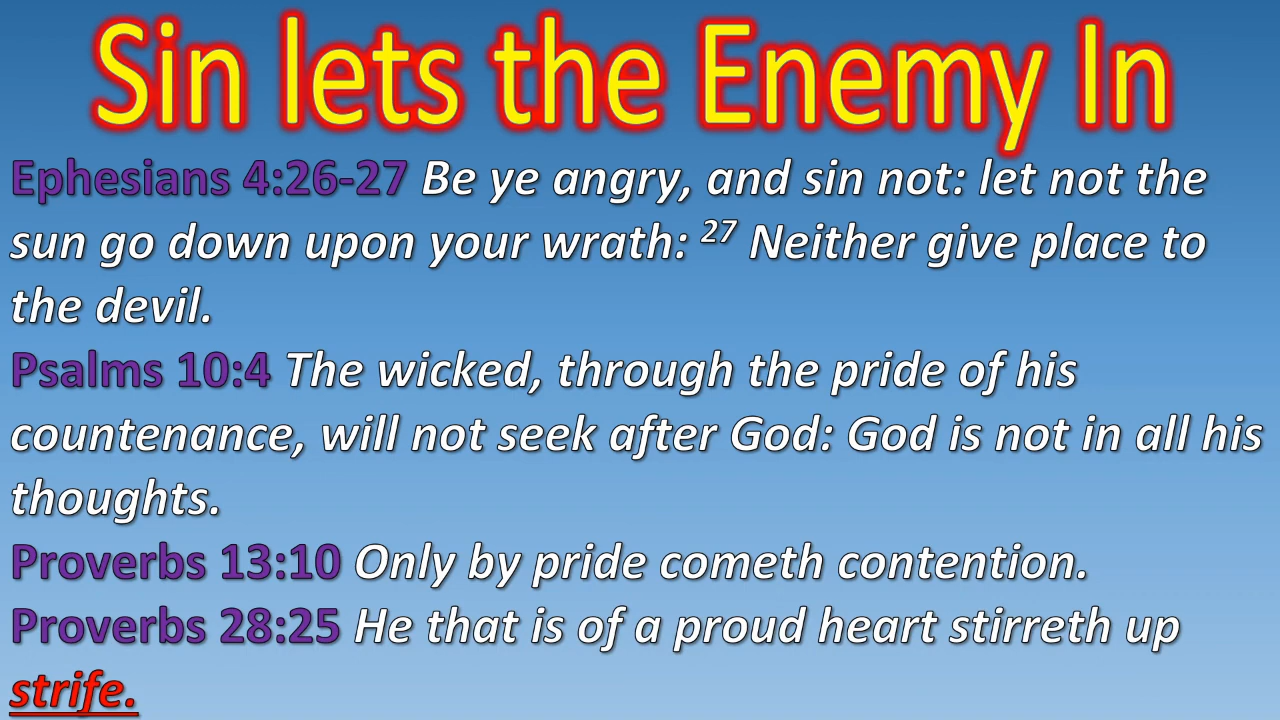 Sin lets the Enemy In
Ephesians 4:26-27 Be ye angry, and sin not: let not the
sun go down upon your wrath: 27 Neither give place to
the devil.
Psalms 10:4 The wicked, through the pride of his
countenance, will not seek after God: God is not in all his
thoughts.
Proverbs 13:10 Only by pride cometh contention.
Proverbs 28:25 He that is of a proud heart stirreth up
strife.